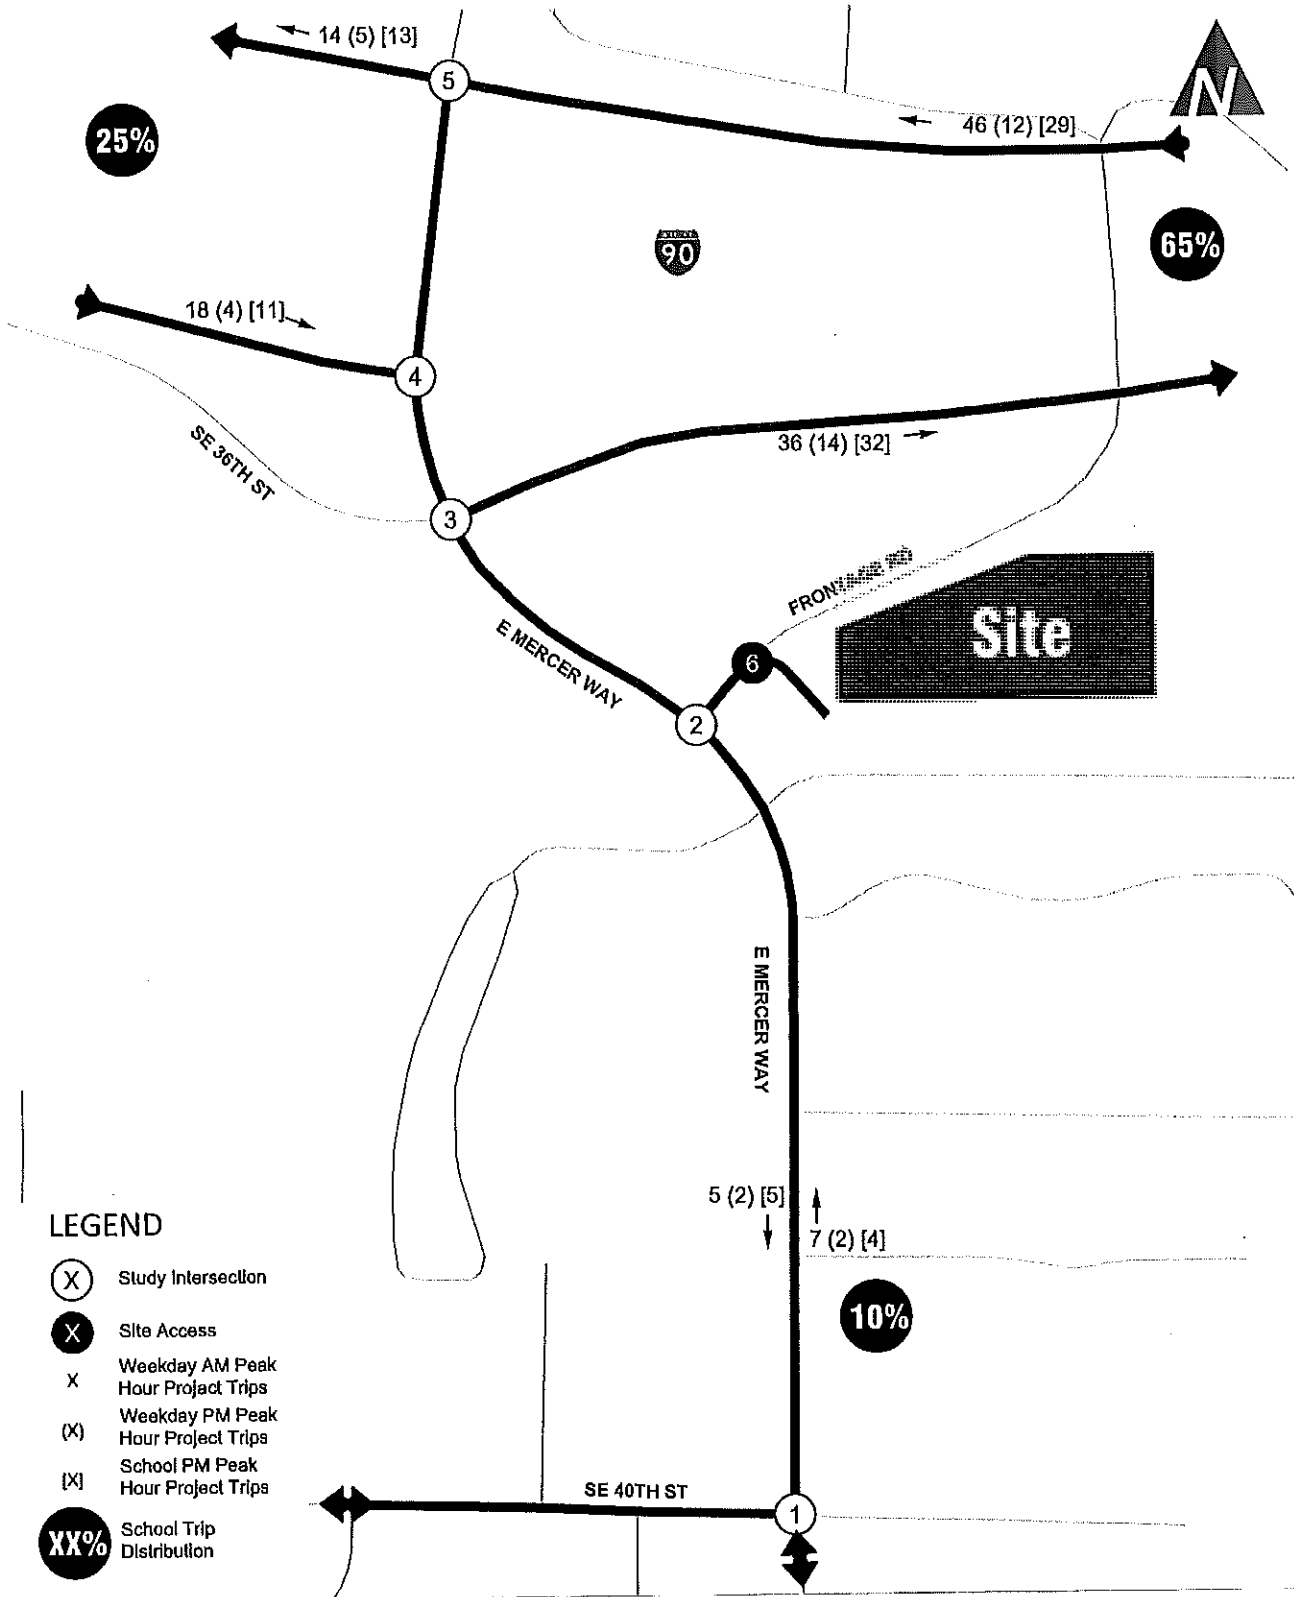 14 (5) [13]
5
N
46 (12) [29]
25%
65%
90
18 (4) [11]
4
36 (14) [32]
SE 36TH ST
3
FRONTAGE RD
Site
E MERCER WAY
6
2
E MERCER WAY
5 (2) [5]
7 (2) [4]
LEGEND
X Study Intersection
X Site Access
X Weekday AM Peak
Hour Project Trips
(X) Weekday PM Peak
Hour Project Trips
[X] School PM Peak
Hour Project Trips
XX% School Trip
Distribution
10%
SE 40TH ST
1